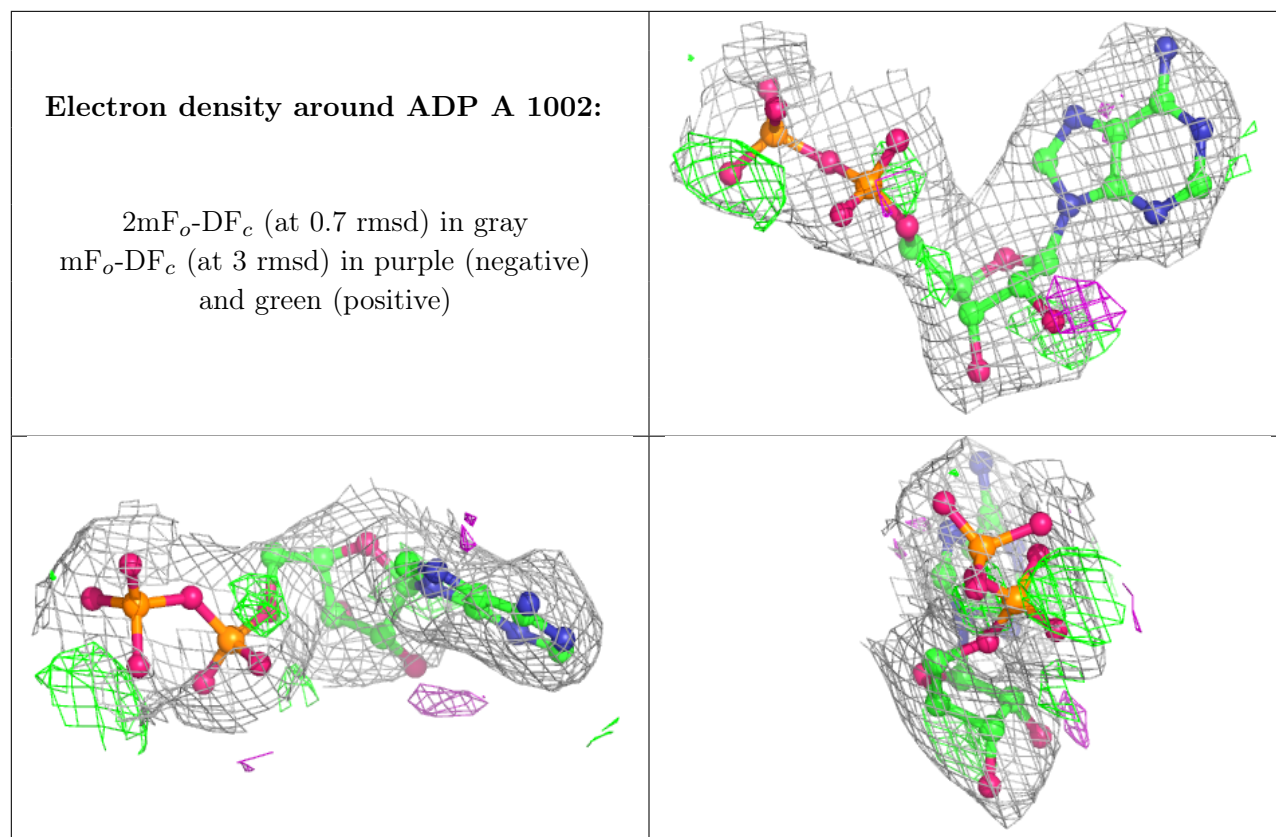 Electron density around ADP A 1002:
2mFₒ-DF𝒸 (at 0.7 rmsd) in gray
mFₒ-DF𝒸 (at 3 rmsd) in purple (negative)
and green (positive)